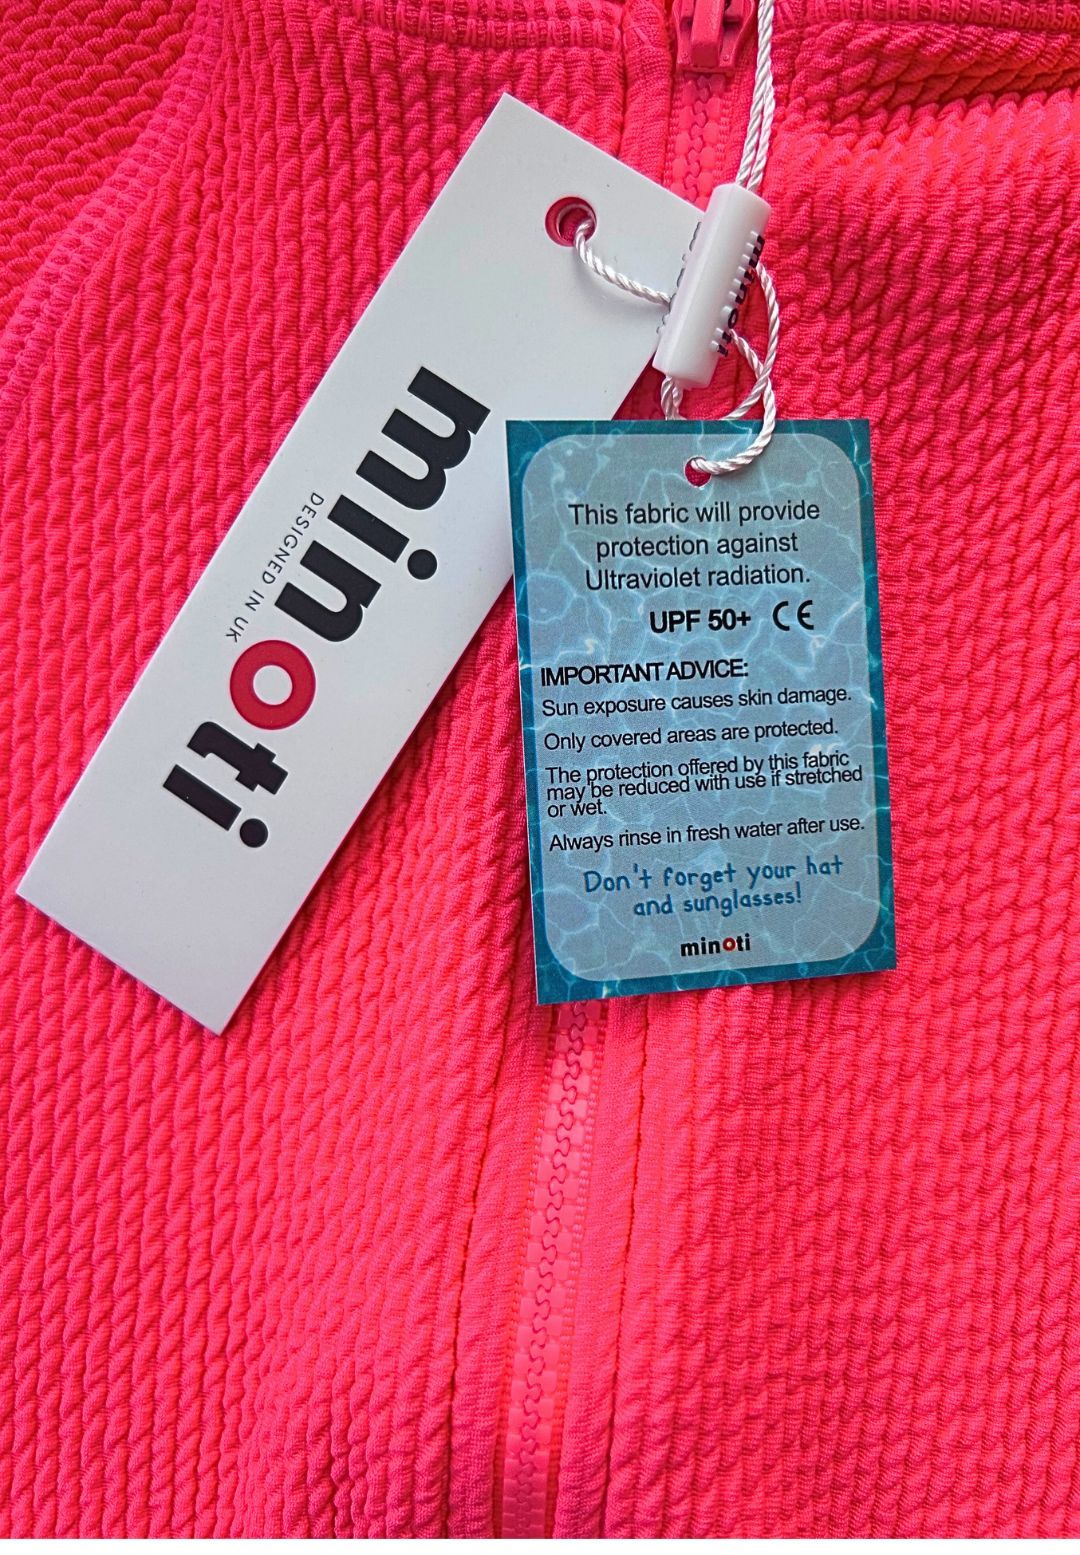 minoti
DESIGNED IN UK
minoti
This fabric will provide
protection against
Ultraviolet radiation.
UPF 50+ CE
IMPORTANT ADVICE:
Sun exposure causes skin damage.
Only covered areas are protected.
The protection offered by this fabric
may be reduced with use if stretched
or wet.
Always rinse in fresh water after use.
Don't forget your hat
and sunglasses!
minoti